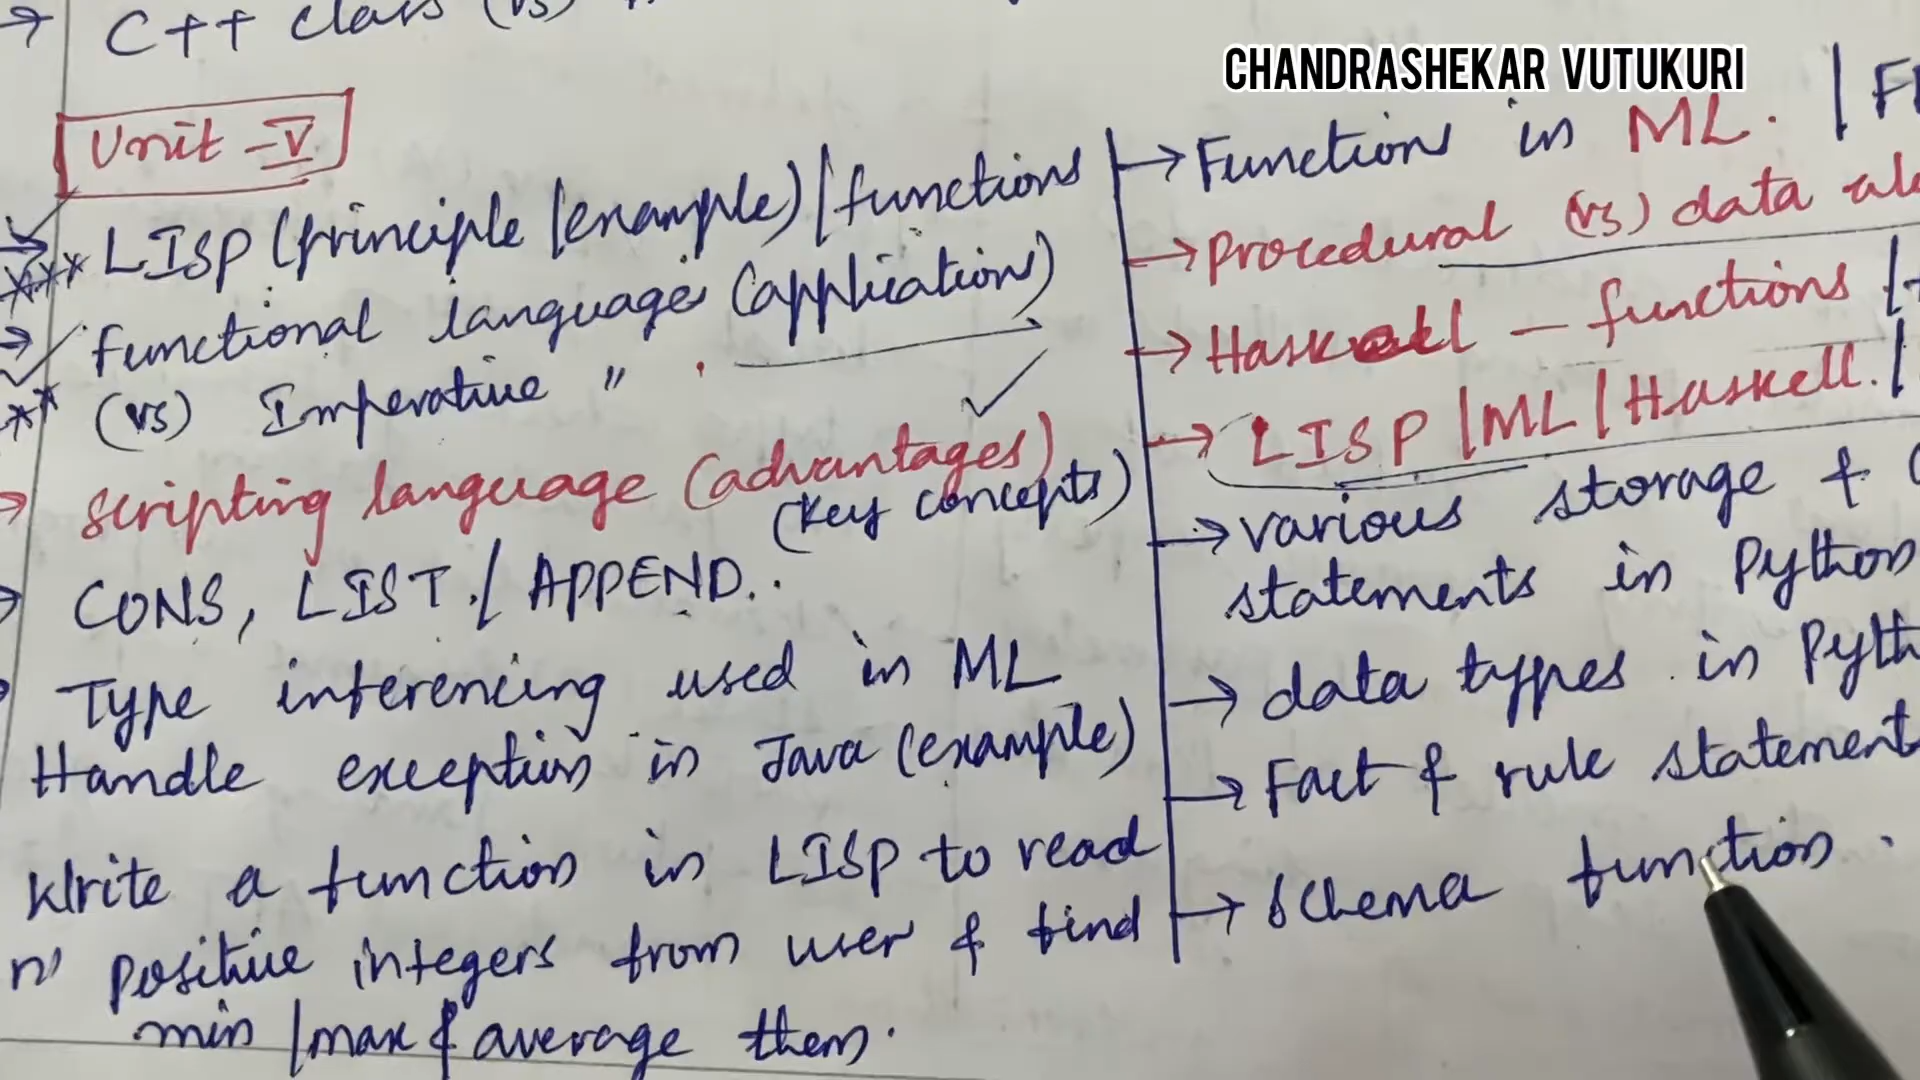 → C++ class (vs) "
CHANDRASHEKAR VUTUKURI
Unit - V
*** LISP (principle / example) / functions
→ Functional language (application)
** (vs) Imperative " .
→ Scripting language (advantages)
(Key concepts)
CONS, LIST. / APPEND..
Type inferencing used in ML
Handle exception in Java (example)
Write a function in LISP to read
'n' positive integers from user & find
min / max & average them.
→ Function in ML. |
→ Procedural (vs) data
→ Haskell — functions
→ LISP / ML / Haskell. /
→ various storage &
statements in Python
→ data types in
→ Fact & rule statement
→ Schema function.